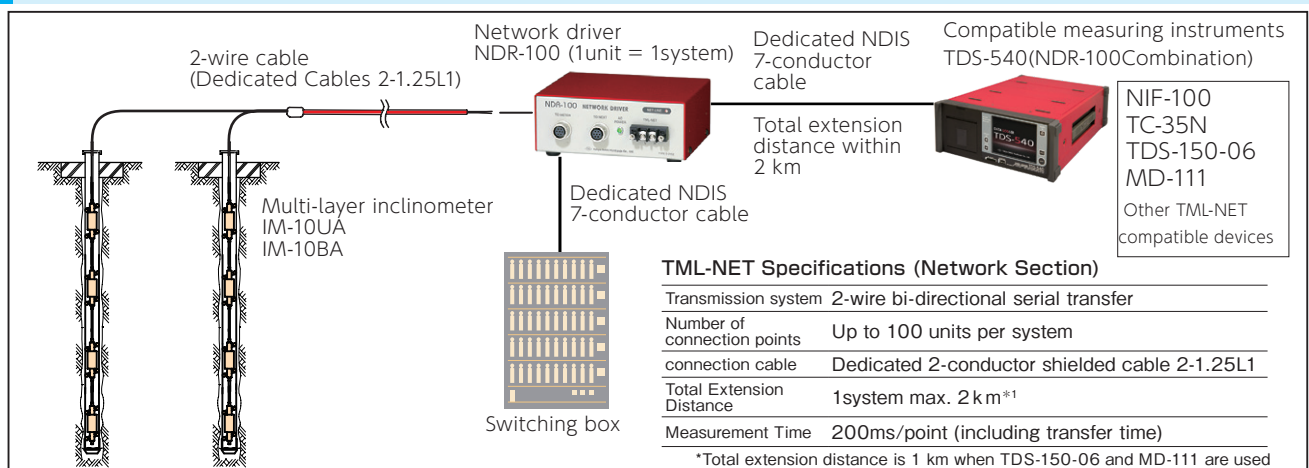 2-wire cable
(Dedicated Cables 2-1.25L1)
Network driver
NDR-100 (1unit = 1system)
Dedicated NDIS
7-conductor
cable
Compatible measuring instruments
TDS-540(NDR-100Combination)
NDR-100 NETWORK DRIVER
TDS-540
Total extension
distance within
2 km
NIF-100
TC-35N
TDS-150-06
MD-111
Other TML-NET
compatible devices
Multi-layer inclinometer
IM-10UA
IM-10BA
Dedicated NDIS
7-conductor cable
Switching box
TML-NET Specifications (Network Section)
Transmission system 2-wire bi-directional serial transfer
Number of
connection points Up to 100 units per system
connection cable Dedicated 2-conductor shielded cable 2-1.25L1
Total Extension
Distance 1system max. 2km*1
Measurement Time 200ms/point (including transfer time)
*Total extension distance is 1 km when TDS-150-06 and MD-111 are used